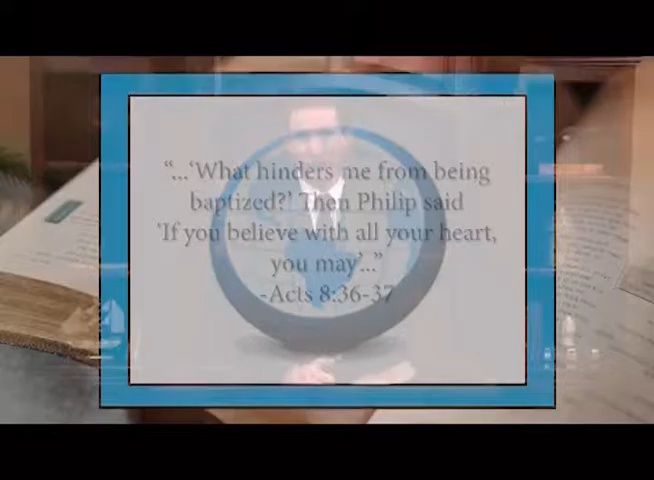 “...‘What hinders me from being
baptized?’ Then Philip said
‘If you believe with all your heart,
you may’...”
-Acts 8:36-37